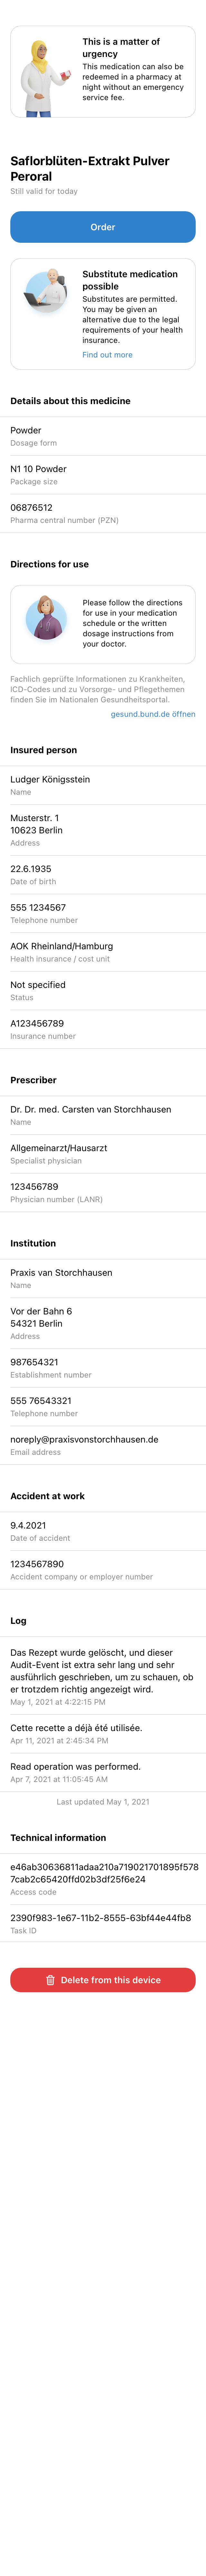 This is a matter of
urgency
This medication can also be
redeemed in a pharmacy at
night without an emergency
service fee.
Saflorblüten-Extrakt Pulver
Peroral
Still valid for today
Order
Substitute medication
possible
Substitutes are permitted.
You may be given an
alternative due to the legal
requirements of your health
insurance.
Find out more
Details about this medicine
Powder
Dosage form
N1 10 Powder
Package size
06876512
Pharma central number (PZN)
Directions for use
Please follow the directions
for use in your medication
schedule or the written
dosage instructions from
your doctor.
Fachlich geprüfte Informationen zu Krankheiten,
ICD-Codes und zu Vorsorge- und Pflegethemen
finden Sie im Nationalen Gesundheitsportal.
gesund.bund.de öffnen
Insured person
Ludger Königsstein
Name
Musterstr. 1
10623 Berlin
Address
22.6.1935
Date of birth
555 1234567
Telephone number
AOK Rheinland/Hamburg
Health insurance / cost unit
Not specified
Status
A123456789
Insurance number
Prescriber
Dr. Dr. med. Carsten van Storchhausen
Name
Allgemeinarzt/Hausarzt
Specialist physician
123456789
Physician number (LANR)
Institution
Praxis van Storchhausen
Name
Vor der Bahn 6
54321 Berlin
Address
987654321
Establishment number
555 76543321
Telephone number
noreply@praxisvonstorchhausen.de
Email address
Accident at work
9.4.2021
Date of accident
1234567890
Accident company or employer number
Log
Das Rezept wurde gelöscht, und dieser
Audit-Event ist extra sehr lang und sehr
ausführlich geschrieben, um zu schauen, ob
er trotzdem richtig angezeigt wird.
May 1, 2021 at 4:22:15 PM
Cette recette a déjà été utilisée.
Apr 11, 2021 at 2:45:34 PM
Read operation was performed.
Apr 7, 2021 at 11:05:45 AM
Last updated May 1, 2021
Technical information
e46ab30636811adaa210a719021701895f578
7cab2c65420ffd02b3df25f6e24
Access code
2390f983-1e67-11b2-8555-63bf44e44fb8
Task ID
Delete from this device